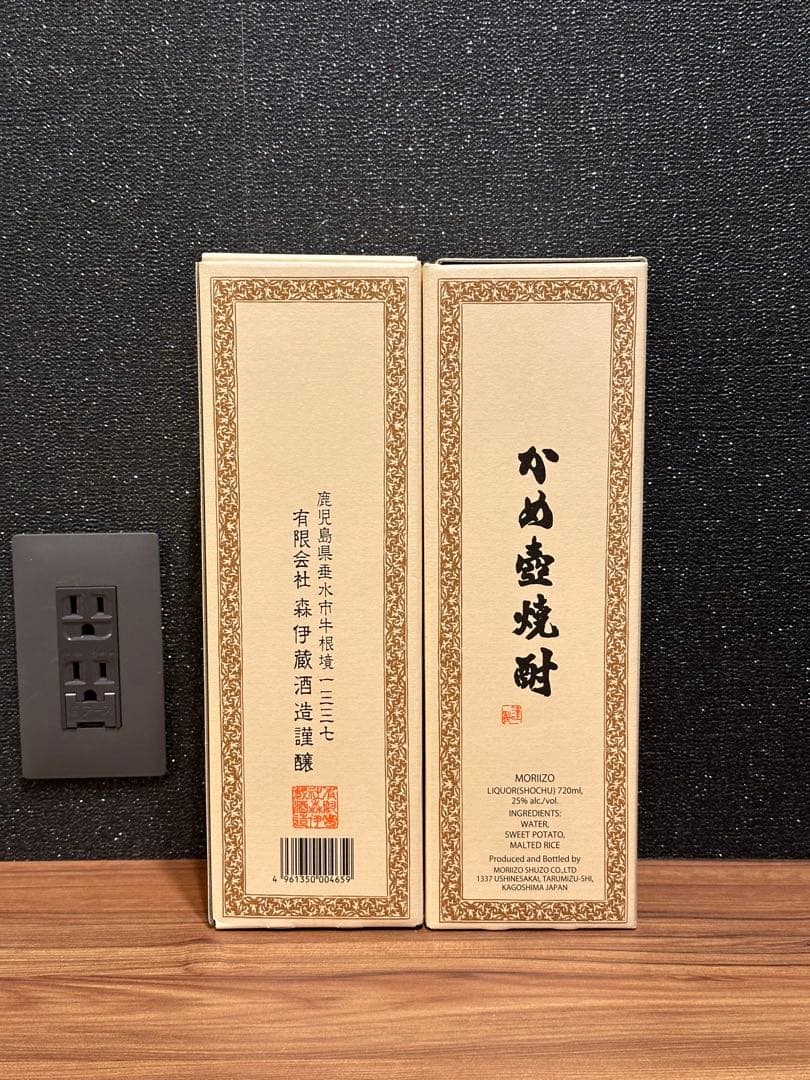 鹿児島県垂水市牛根境一三三七
有限会社 森伊蔵酒造謹醸
4 961350 004659
かめ壺焼酎
MORIIZO
LIQUOR(SHOCHU) 720ml,
25% alc./vol.
INGREDIENTS:
WATER,
SWEET POTATO,
MALTED RICE
Produced and Bottled by
MORIIZO SHUZO CO.,LTD
1337 USHINESAKAI, TARUMIZU-SHI,
KAGOSHIMA JAPAN